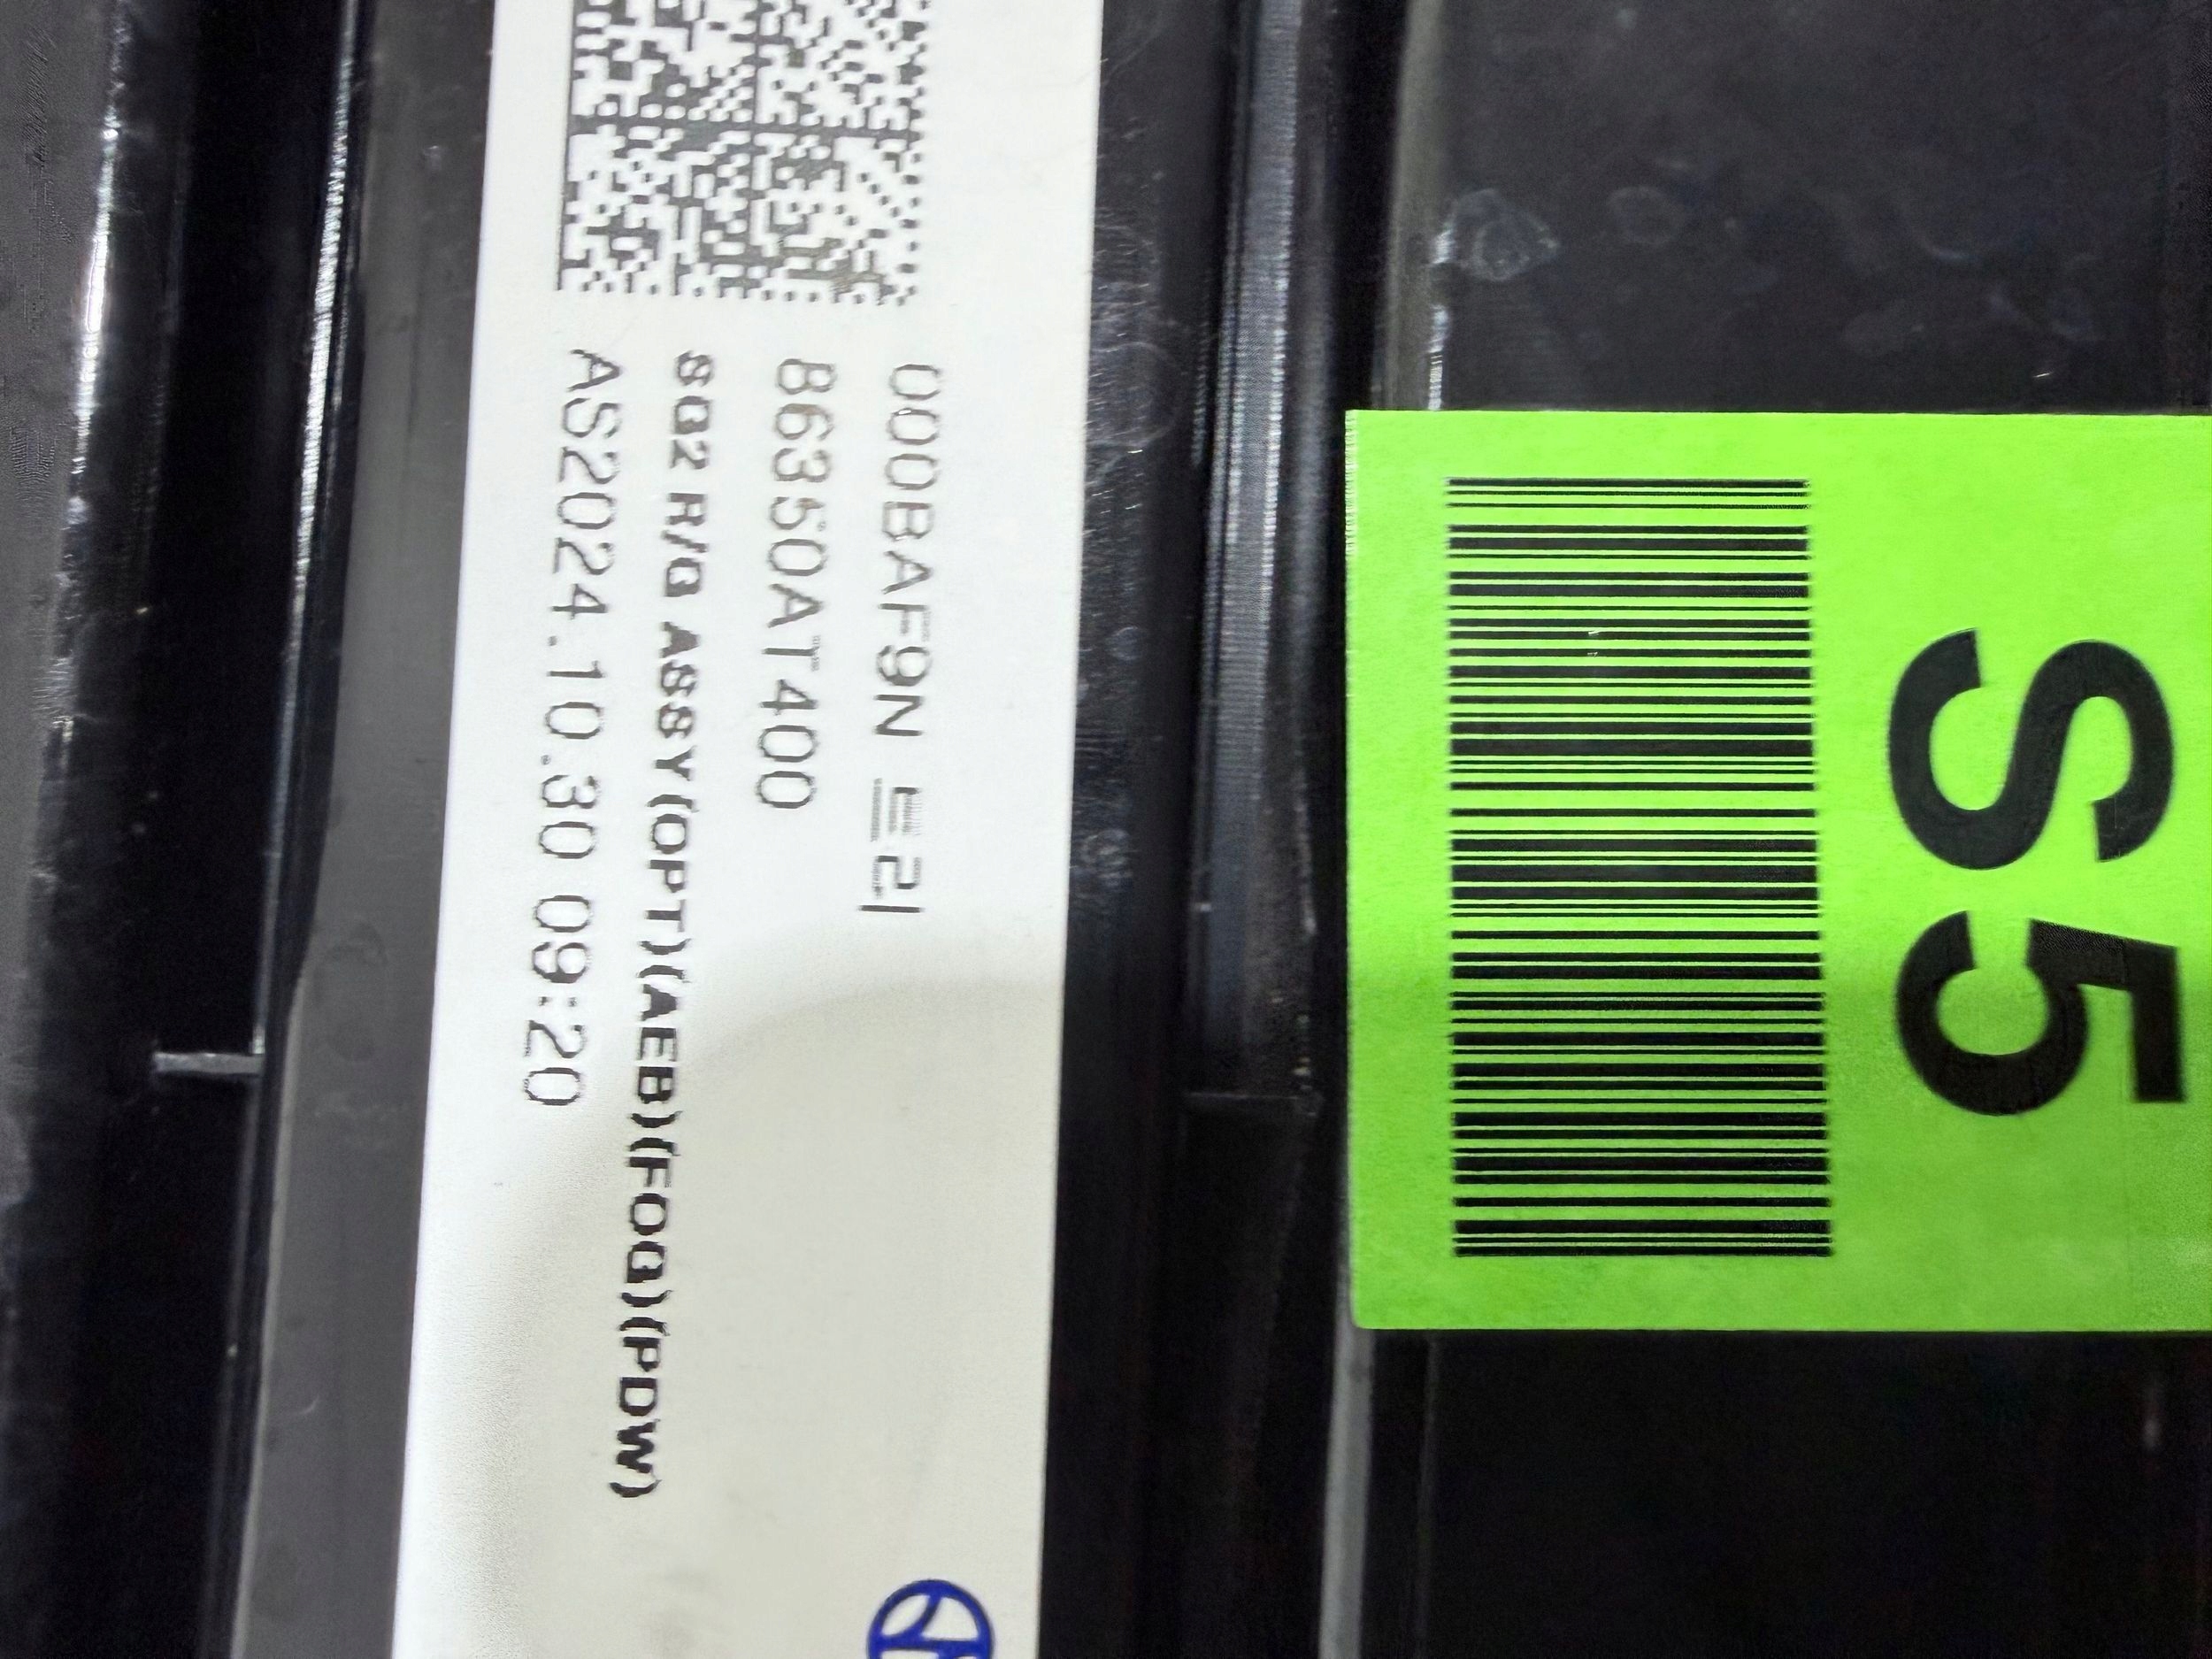 000BAF9N 트리
86350AT400
SQ2 R/G ASSY(OPT)(AEB)(FOG)(PDW)
AS2024.10.30 09:20
S5